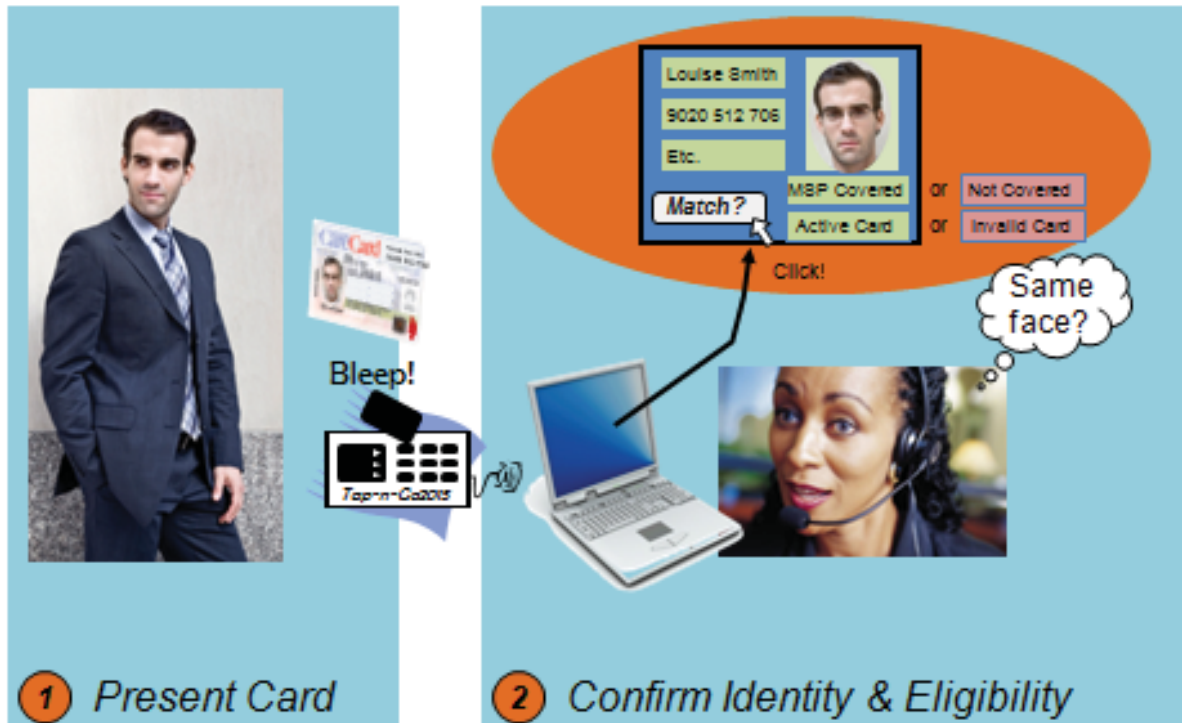 Louise Smith
9020 512 706
Etc.
MSP Covered or Not Covered
Match?
Active Card or Invalid Card
Click!
Same
face?
CareCard
Bleep!
Tap-n-Go2015
1 Present Card
2 Confirm Identity & Eligibility